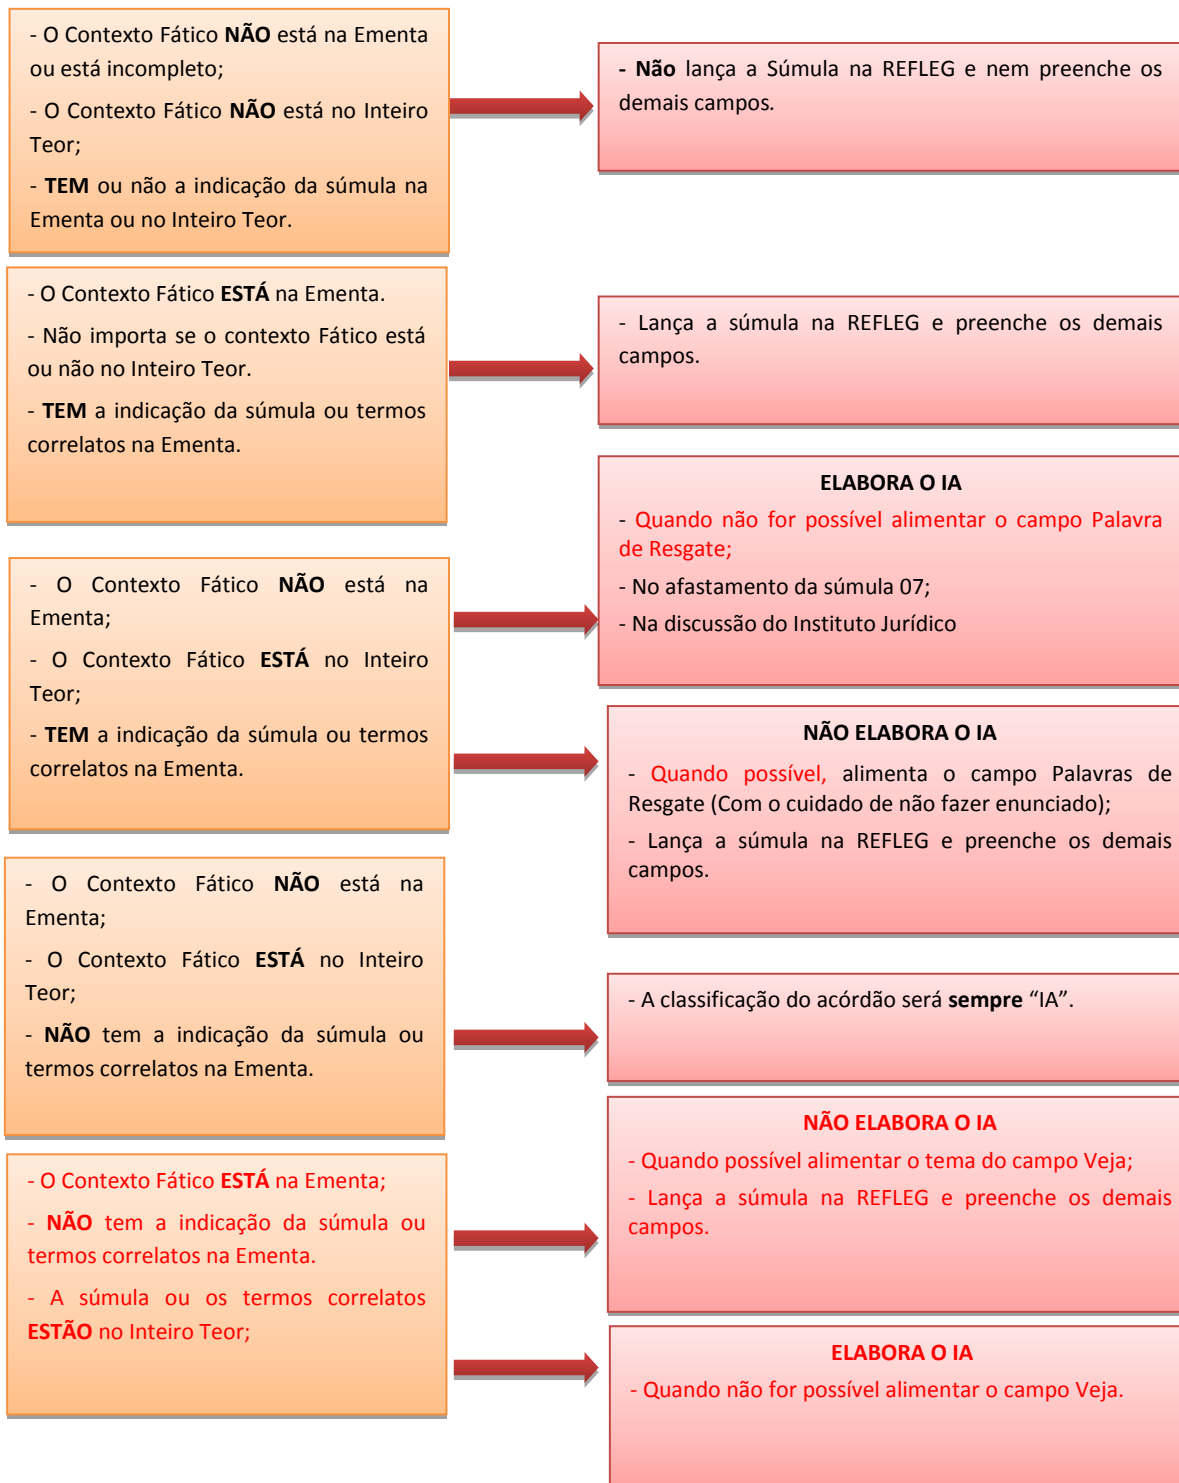 - O Contexto Fático NÃO está na Ementa
ou está incompleto;
- O Contexto Fático NÃO está no Inteiro
Teor;
- TEM ou não a indicação da súmula na
Ementa ou no Inteiro Teor.
- Não lança a Súmula na REFLEG e nem preenche os
demais campos.
- O Contexto Fático ESTÁ na Ementa.
- Não importa se o contexto Fático está
ou não no Inteiro Teor.
- TEM a indicação da súmula ou termos
correlatos na Ementa.
- Lança a súmula na REFLEG e preenche os demais
campos.
- O Contexto Fático NÃO está na
Ementa;
- O Contexto Fático ESTÁ no Inteiro
Teor;
- TEM a indicação da súmula ou termos
correlatos na Ementa.
ELABORA O IA
- Quando não for possível alimentar o campo Palavra
de Resgate;
- No afastamento da súmula 07;
- Na discussão do Instituto Jurídico
NÃO ELABORA O IA
- Quando possível, alimenta o campo Palavras de
Resgate (Com o cuidado de não fazer enunciado);
- Lança a súmula na REFLEG e preenche os demais
campos.
- O Contexto Fático NÃO está na
Ementa;
- O Contexto Fático ESTÁ no Inteiro
Teor;
- NÃO tem a indicação da súmula ou
termos correlatos na Ementa.
- A classificação do acórdão será sempre “IA”.
- O Contexto Fático ESTÁ na Ementa;
- NÃO tem a indicação da súmula ou
termos correlatos na Ementa.
- A súmula ou os termos correlatos
ESTÃO no Inteiro Teor;
NÃO ELABORA O IA
- Quando possível alimentar o tema do campo Veja;
- Lança a súmula na REFLEG e preenche os demais
campos.
ELABORA O IA
- Quando não for possível alimentar o campo Veja.